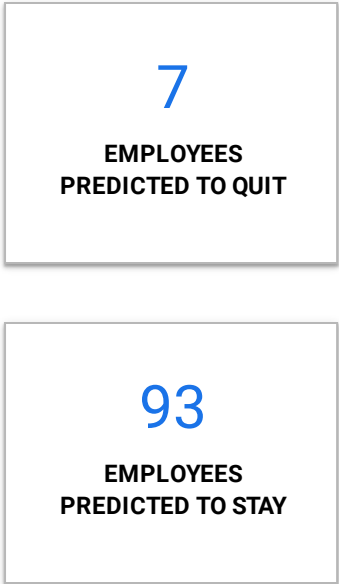 7
EMPLOYEES
PREDICTED TO QUIT
93
EMPLOYEES
PREDICTED TO STAY